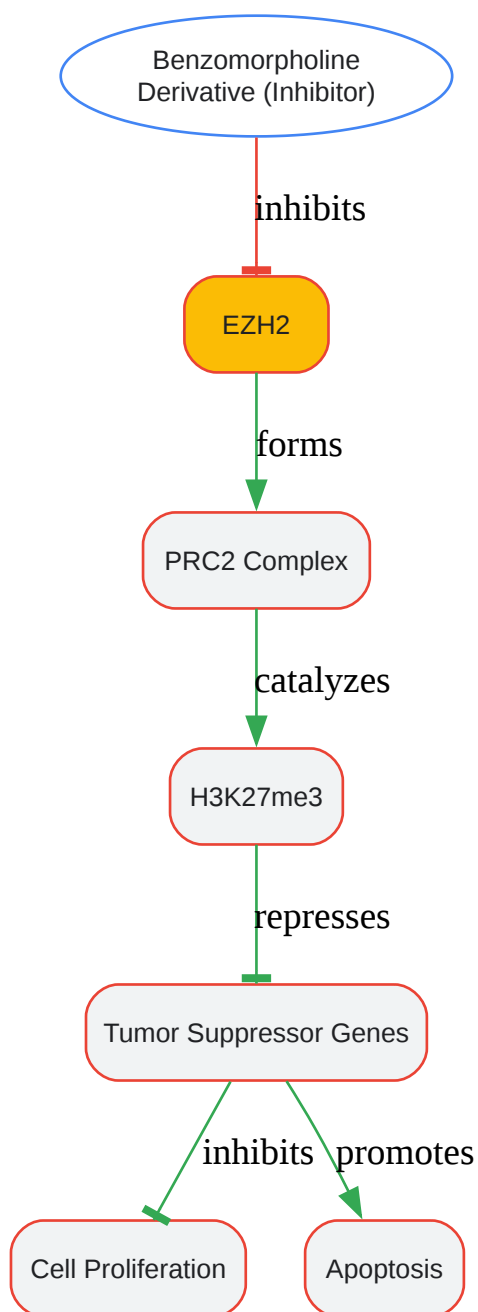 Benzomorpholine
Derivative (Inhibitor)
inhibits
EZH2
forms
PRC2 Complex
catalyzes
H3K27me3
represses
Tumor Suppressor Genes
inhibits
promotes
Cell Proliferation
Apoptosis